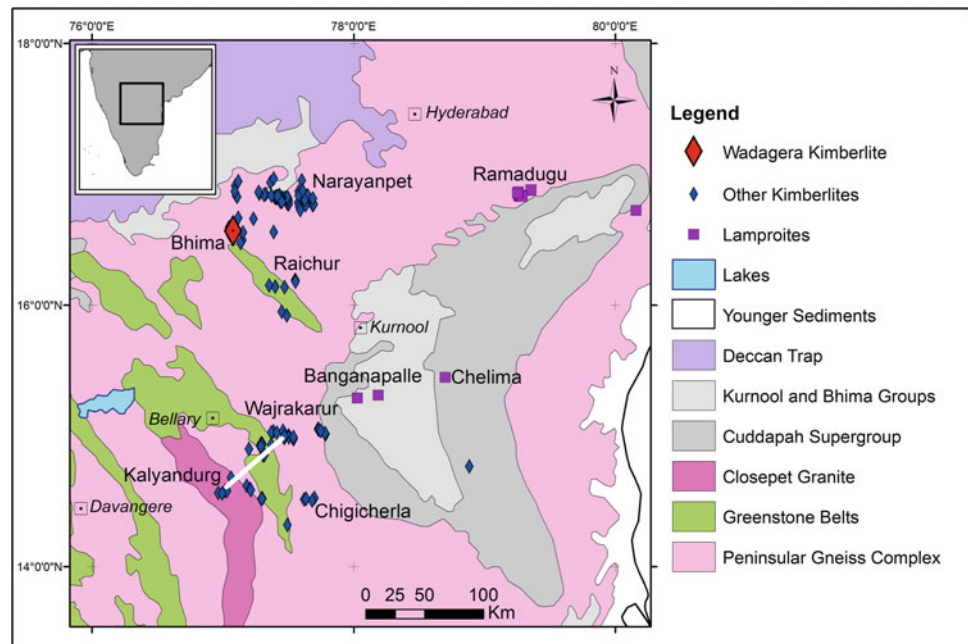 76°0'0"E
78°0'0"E
80°0'0"E
18°0'0"N
N
Hyderabad
Narayanpet
Ramadugu
Bhima
Raichur
16°0'0"N
Kurnool
Banganapalle
Chelima
Wajrakarur
Bellary
Kalyandurg
Davangere
Chigicherla
14°0'0"N
0 25 50 100
Km
Legend
Wadagera Kimberlite
Other Kimberlites
Lamproites
Lakes
Younger Sediments
Deccan Trap
Kurnool and Bhima Groups
Cuddapah Supergroup
Closepet Granite
Greenstone Belts
Peninsular Gneiss Complex